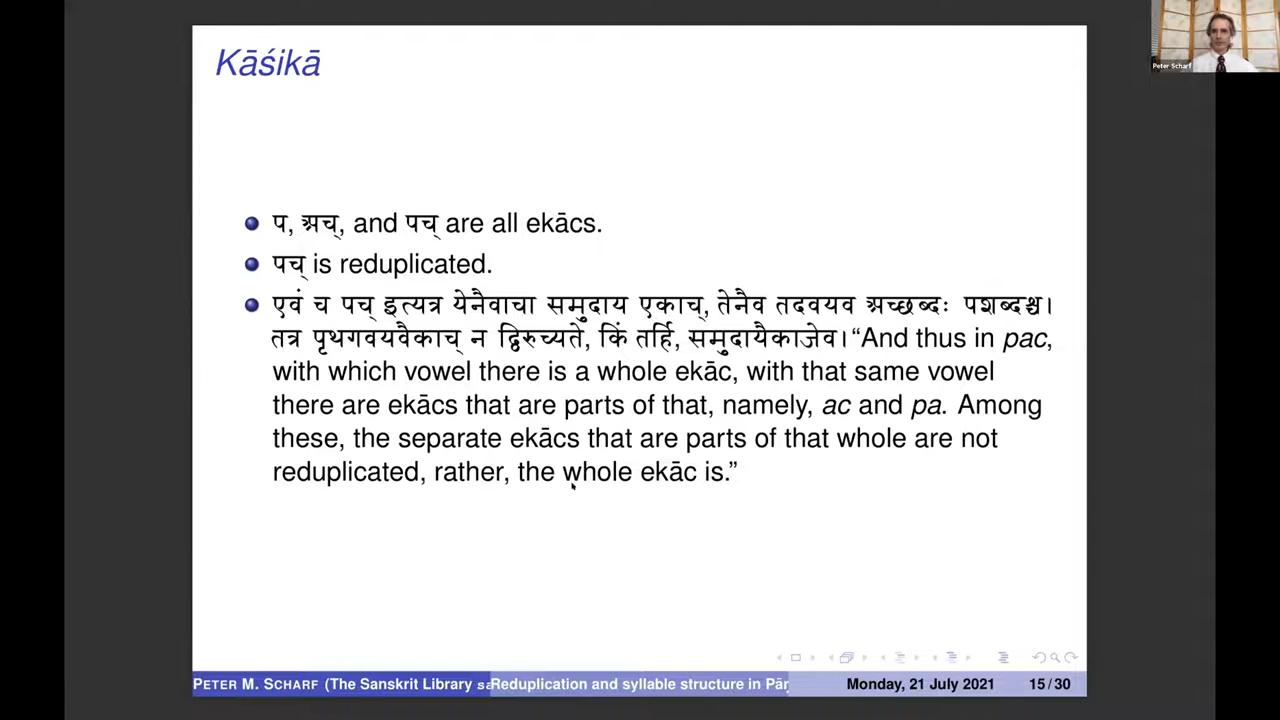 Kāśikā
Peter Scharf
प, अच्, and पच् are all ekācs.
पच् is reduplicated.
एवं च पच् इत्यत्र येनैवाचा समुदाय एकाच्, तेनैव तदवयव अच्छब्दः पशब्दश्च।
तत्र पृथगवयवैकाच् न द्विरुच्यते, किं तर्हि, समुदायैकाजेव। “And thus in pac,
with which vowel there is a whole ekāc, with that same vowel
there are ekācs that are parts of that, namely, ac and pa. Among
these, the separate ekācs that are parts of that whole are not
reduplicated, rather, the whole ekāc is.”
PETER M. SCHARF (The Sanskrit Library sa Reduplication and syllable structure in Pāṇ Monday, 21 July 2021 15 / 30